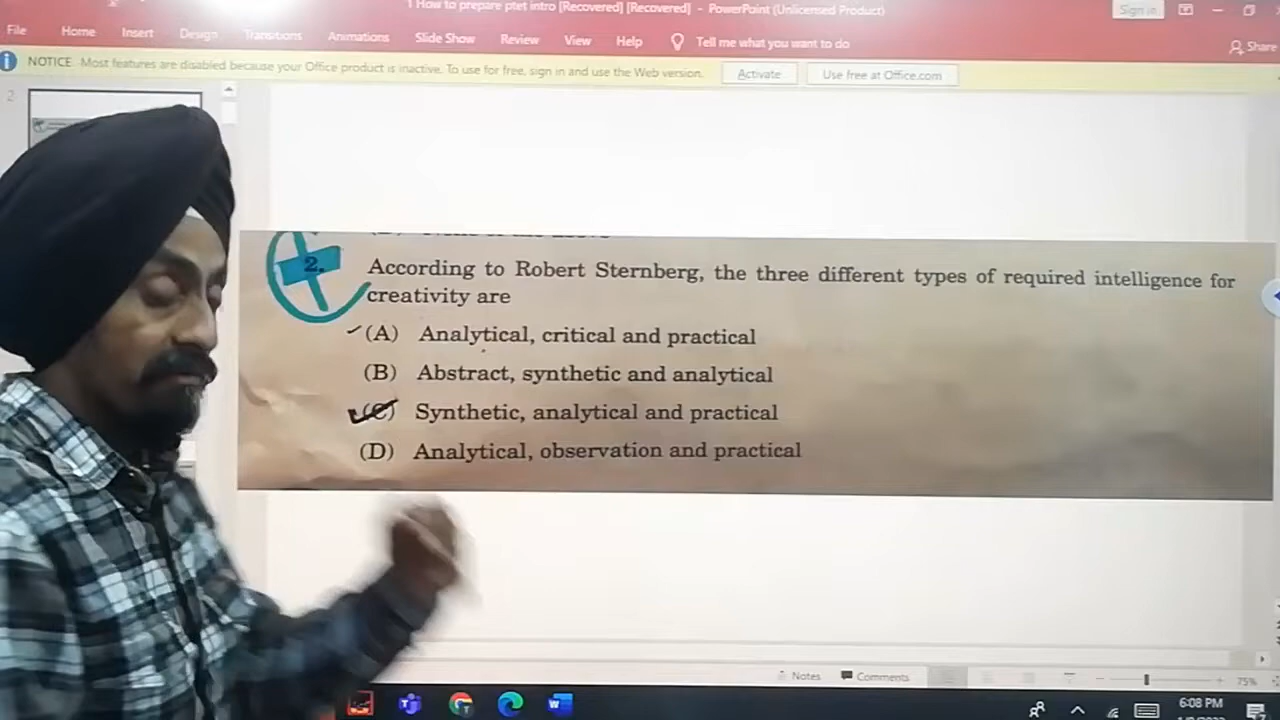 1 How to prepare ptet intro [Recovered] [Recovered] - PowerPoint (Unlicensed Product)
Sign in
File Home Insert Design Transitions Animations Slide Show Review View Help Tell me what you want to do
Share
NOTICE Most features are disabled because your Office product is inactive. To use for free, sign in and use the Web version. Activate Use free at Office.com
2
2. According to Robert Sternberg, the three different types of required intelligence for
creativity are
(A) Analytical, critical and practical
(B) Abstract, synthetic and analytical
(C) Synthetic, analytical and practical
(D) Analytical, observation and practical
Notes Comments 75%
6:08 PM